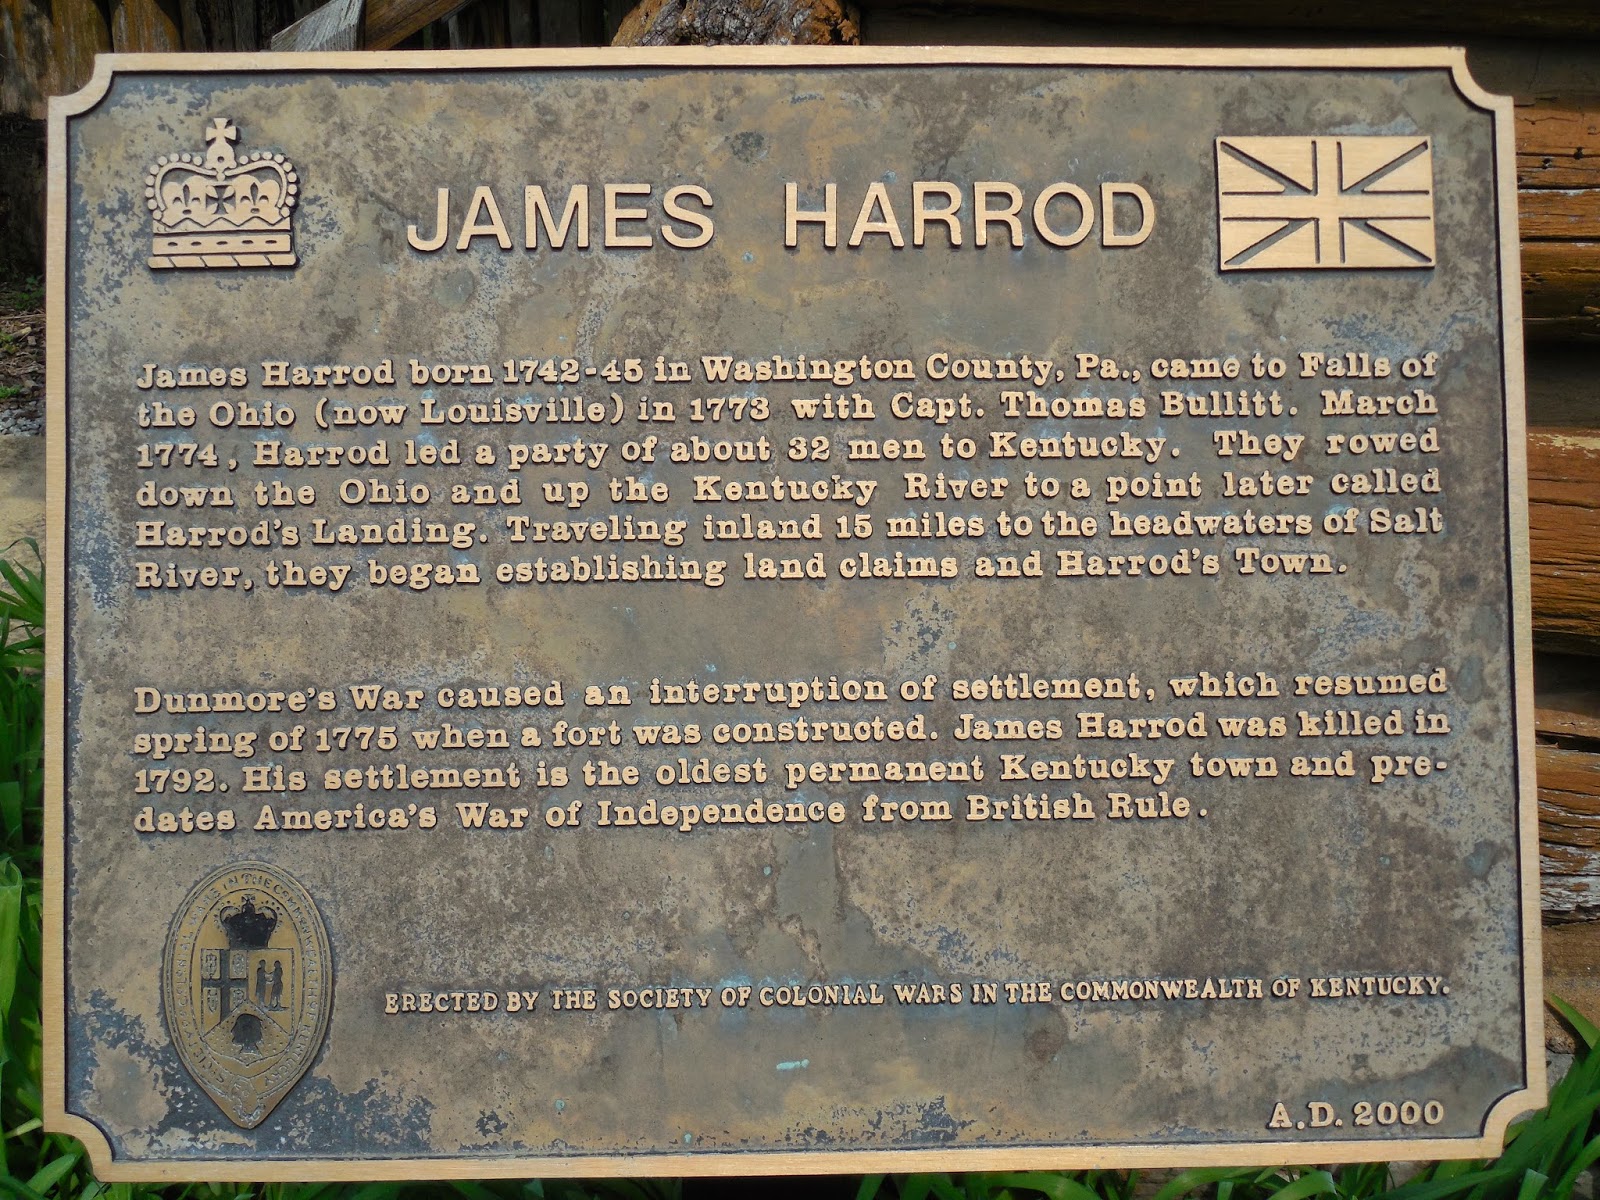 JAMES HARROD
James Harrod born 1742-45 in Washington County, Pa., came to Falls of
the Ohio (now Louisville) in 1773 with Capt. Thomas Bullitt. March
1774, Harrod led a party of about 32 men to Kentucky. They rowed
down the Ohio and up the Kentucky River to a point later called
Harrod's Landing. Traveling inland 15 miles to the headwaters of Salt
River, they began establishing land claims and Harrod's Town.
Dunmore's War caused an interruption of settlement, which resumed
spring of 1775 when a fort was constructed. James Harrod was killed in
1792. His settlement is the oldest permanent Kentucky town and pre-
dates America's War of Independence from British Rule.
ERECTED BY THE SOCIETY OF COLONIAL WARS IN THE COMMONWEALTH OF KENTUCKY.
A.D. 2000